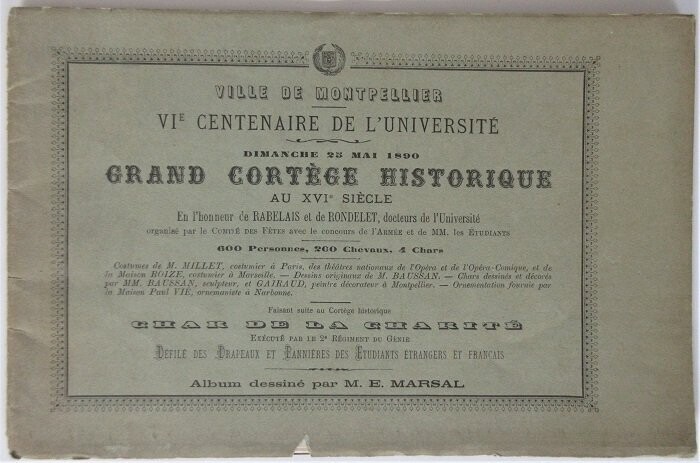 VILLE DE MONTPELLIER
VIE CENTENAIRE DE L'UNIVERSITÉ
DIMANCHE 25 MAI 1890
GRAND CORTÈGE HISTORIQUE
AU XVIe SIÈCLE
En l'honneur de RABELAIS et de RONDELET, docteurs de l'Université
organisé par le COMITÉ DES FÊTES avec le concours de l'ARMÉE et de MM. les ETUDIANTS
600 Personnes, 200 Chevaux, 4 Chars
Costumes de M. MILLET, costumier à Paris, des théâtres nationaux de l'Opéra et de l'Opéra-Comique, et de
la Maison BOIZE, costumier à Marseille. — Dessins originaux de M. BAUSSAN. — Chars dessinés et décorés
par MM. BAUSSAN, sculpteur, et GAIRAUD, peintre décorateur à Montpellier. — Ornementation fournie par
la Maison Paul VIE, ornemaniste à Narbonne.
Faisant suite au Cortège historique
CHAR DE LA CHARITÉ
EXÉCUTÉ PAR LE 2e RÉGIMENT DU GÉNIE
DÉFILÉ DES DRAPEAUX ET BANNIÈRES DES ETUDIANTS ÉTRANGERS ET FRANÇAIS
Album dessiné par M. E. MARSAL